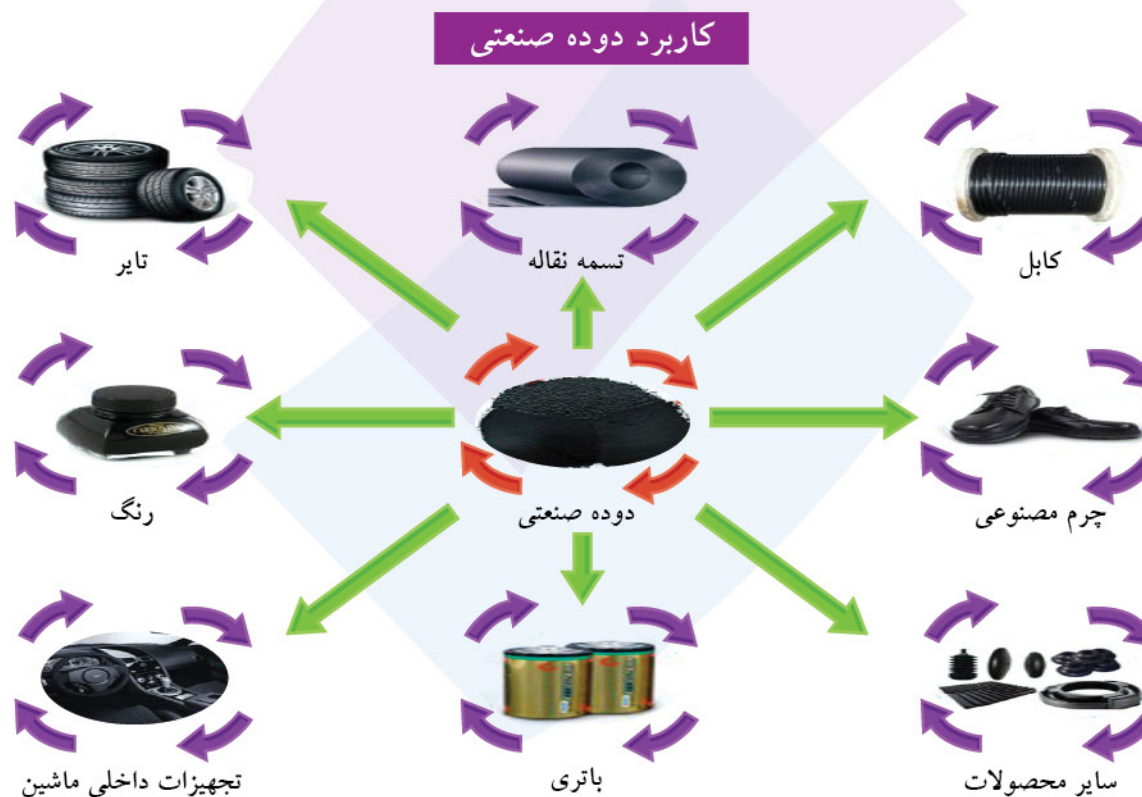 کاربرد دوده صنعتی
کابل
تسمه نقاله
تایر
چرم مصنوعی
دوده صنعتی
رنگ
سایر محصولات
باتری
تجهیزات داخلی ماشین